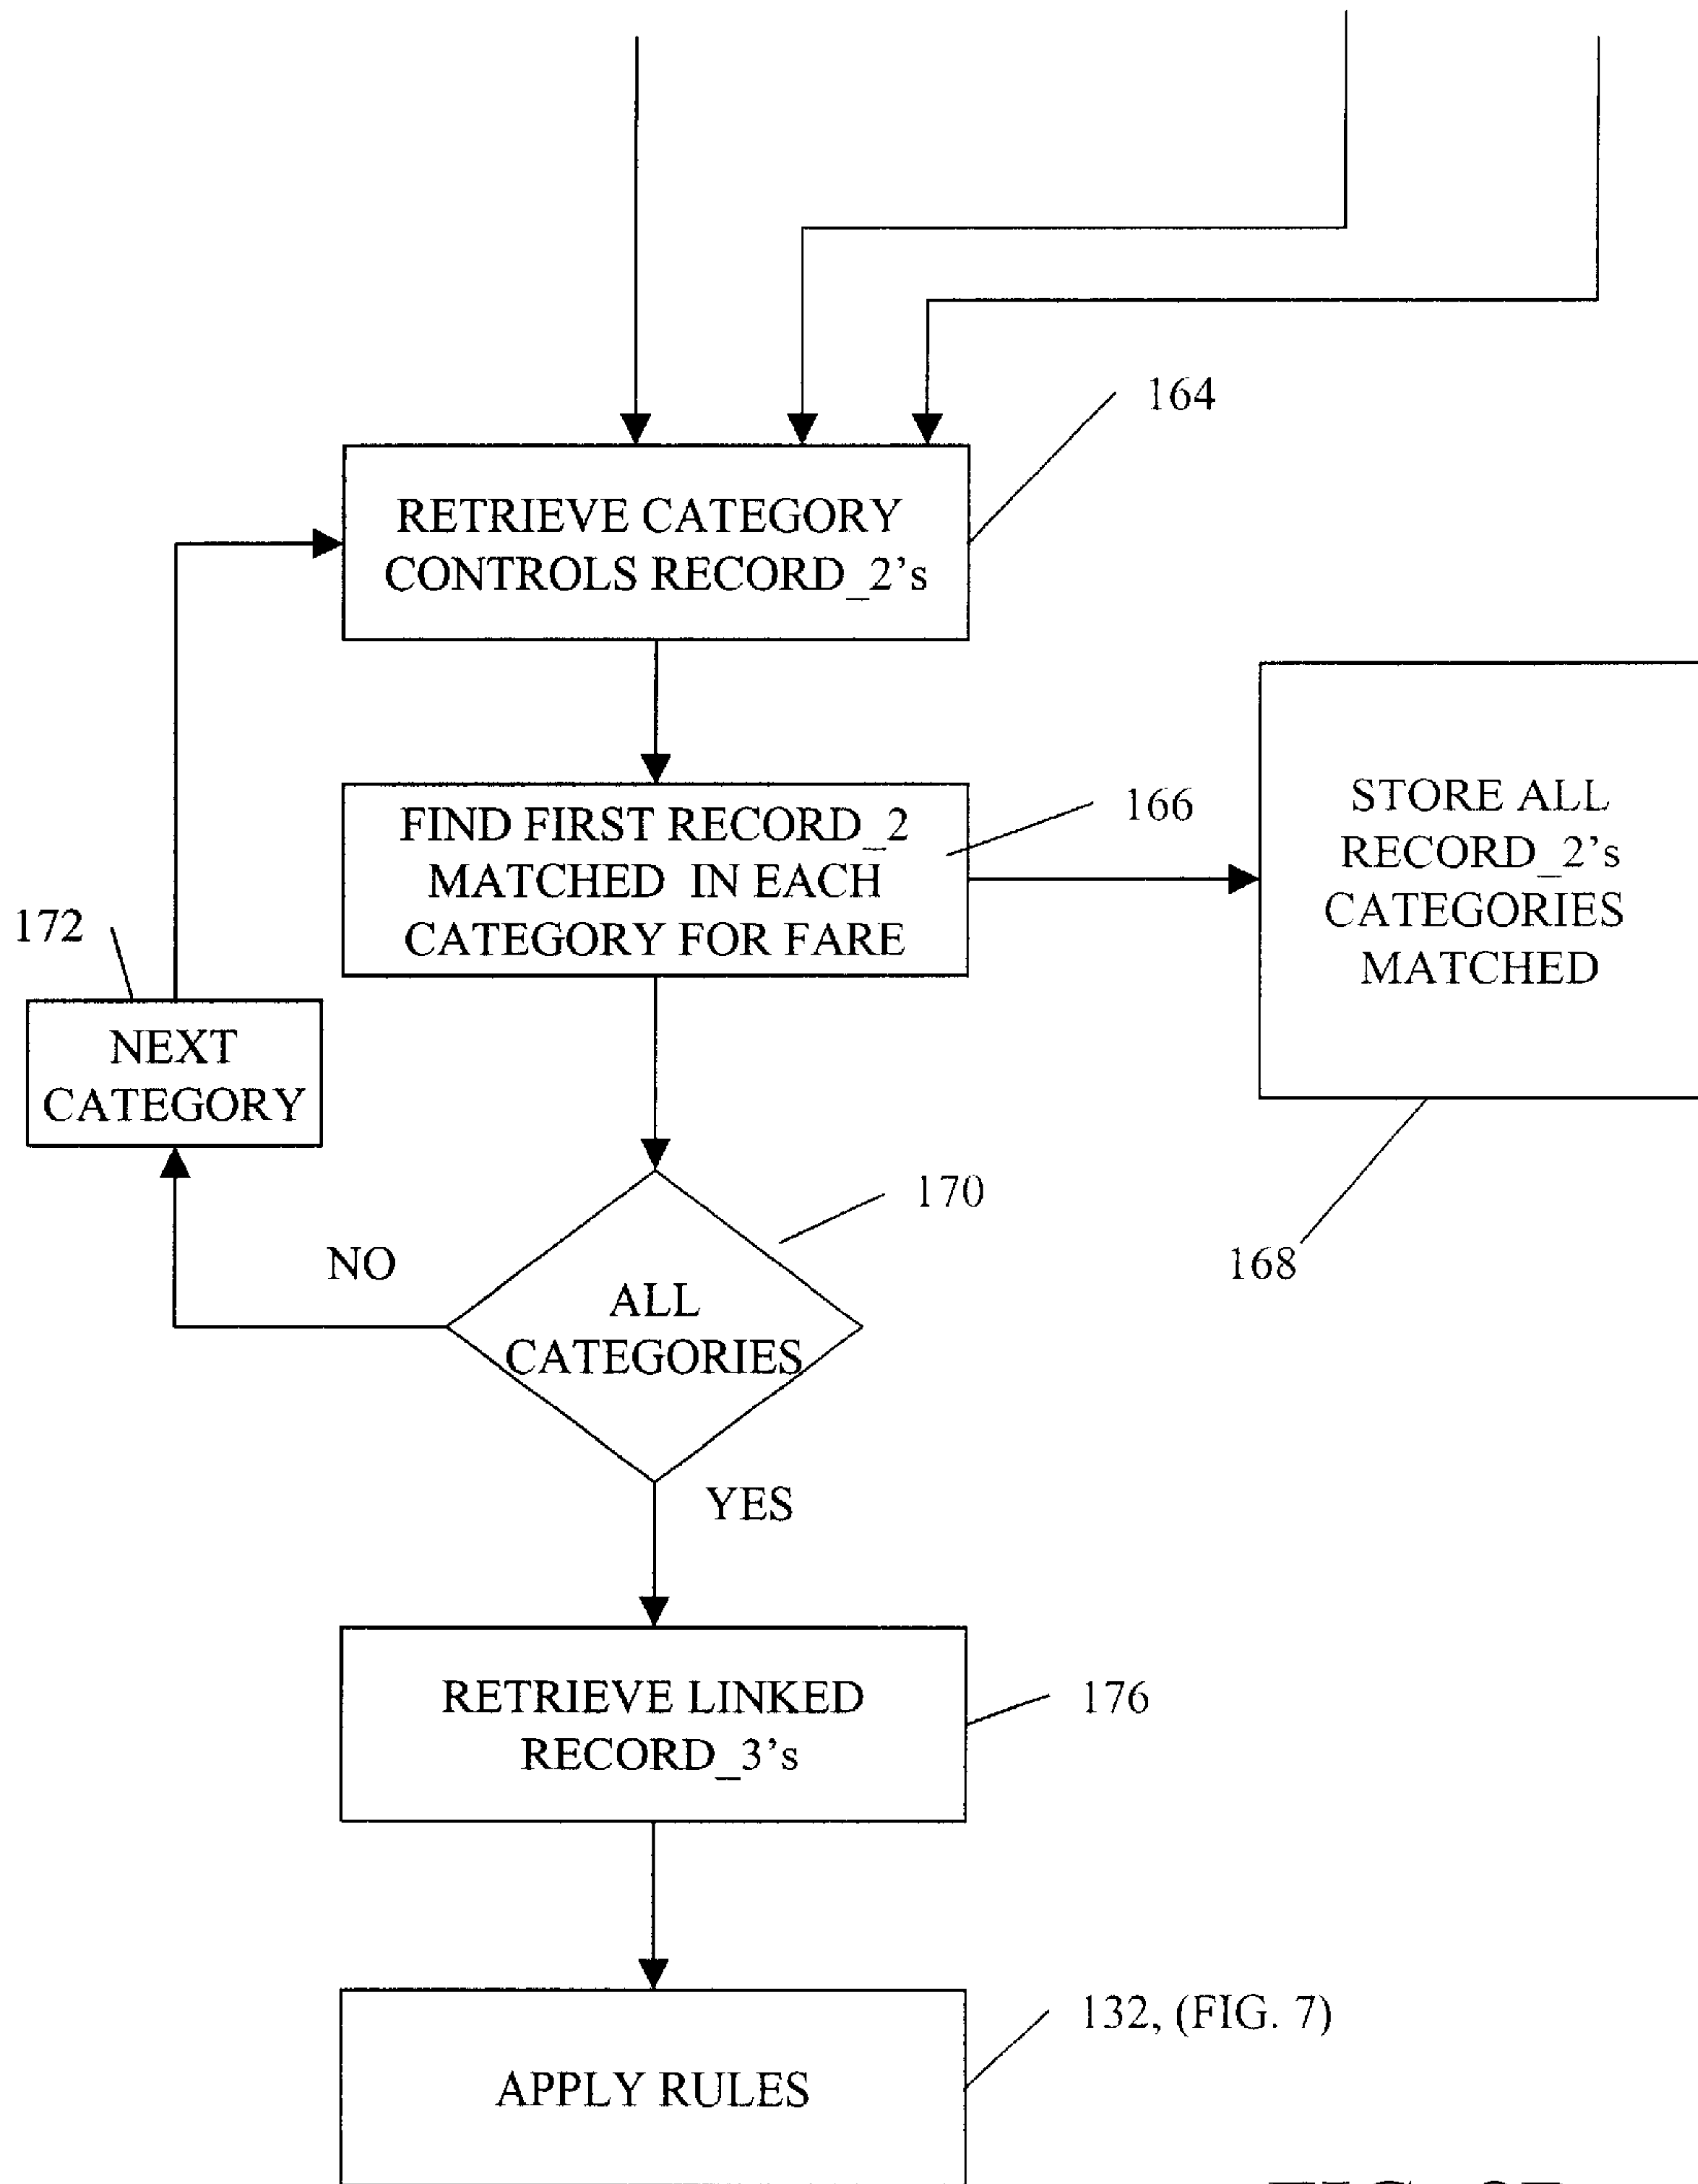 164
RETRIEVE CATEGORY
CONTROLS RECORD_2's
166
FIND FIRST RECORD_2
MATCHED IN EACH
CATEGORY FOR FARE
STORE ALL
RECORD_2's
CATEGORIES
MATCHED
172
NEXT
CATEGORY
170
168
NO
ALL
CATEGORIES
YES
RETRIEVE LINKED
RECORD_3's
176
132, (FIG. 7)
APPLY RULES